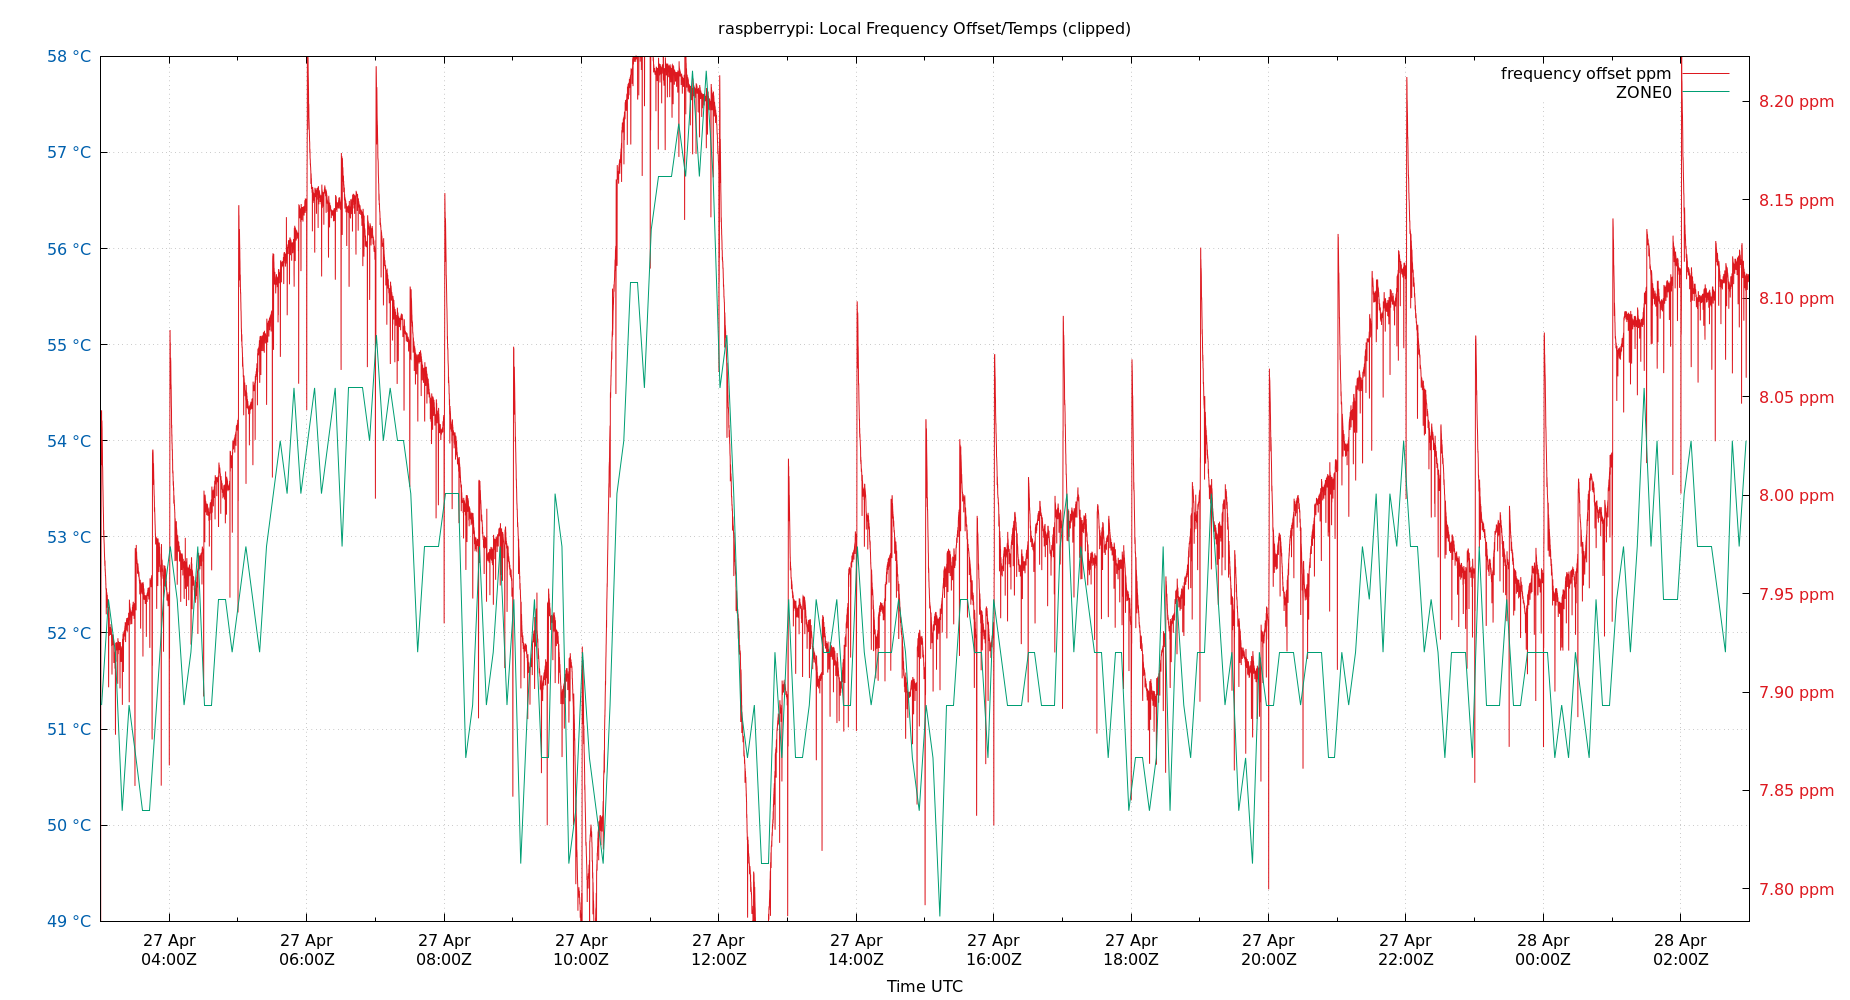 raspberrypi: Local Frequency Offset/Temps (clipped)
58 °C
57 °C
56 °C
55 °C
54 °C
53 °C
52 °C
51 °C
50 °C
49 °C
frequency offset ppm
ZONE0
8.20 ppm
8.15 ppm
8.10 ppm
8.05 ppm
8.00 ppm
7.95 ppm
7.90 ppm
7.85 ppm
7.80 ppm
27 Apr 27 Apr 27 Apr 27 Apr 27 Apr 27 Apr 27 Apr 27 Apr 27 Apr 27 Apr 28 Apr 28 Apr
04:00Z 06:00Z 08:00Z 10:00Z 12:00Z 14:00Z 16:00Z 18:00Z 20:00Z 22:00Z 00:00Z 02:00Z
Time UTC